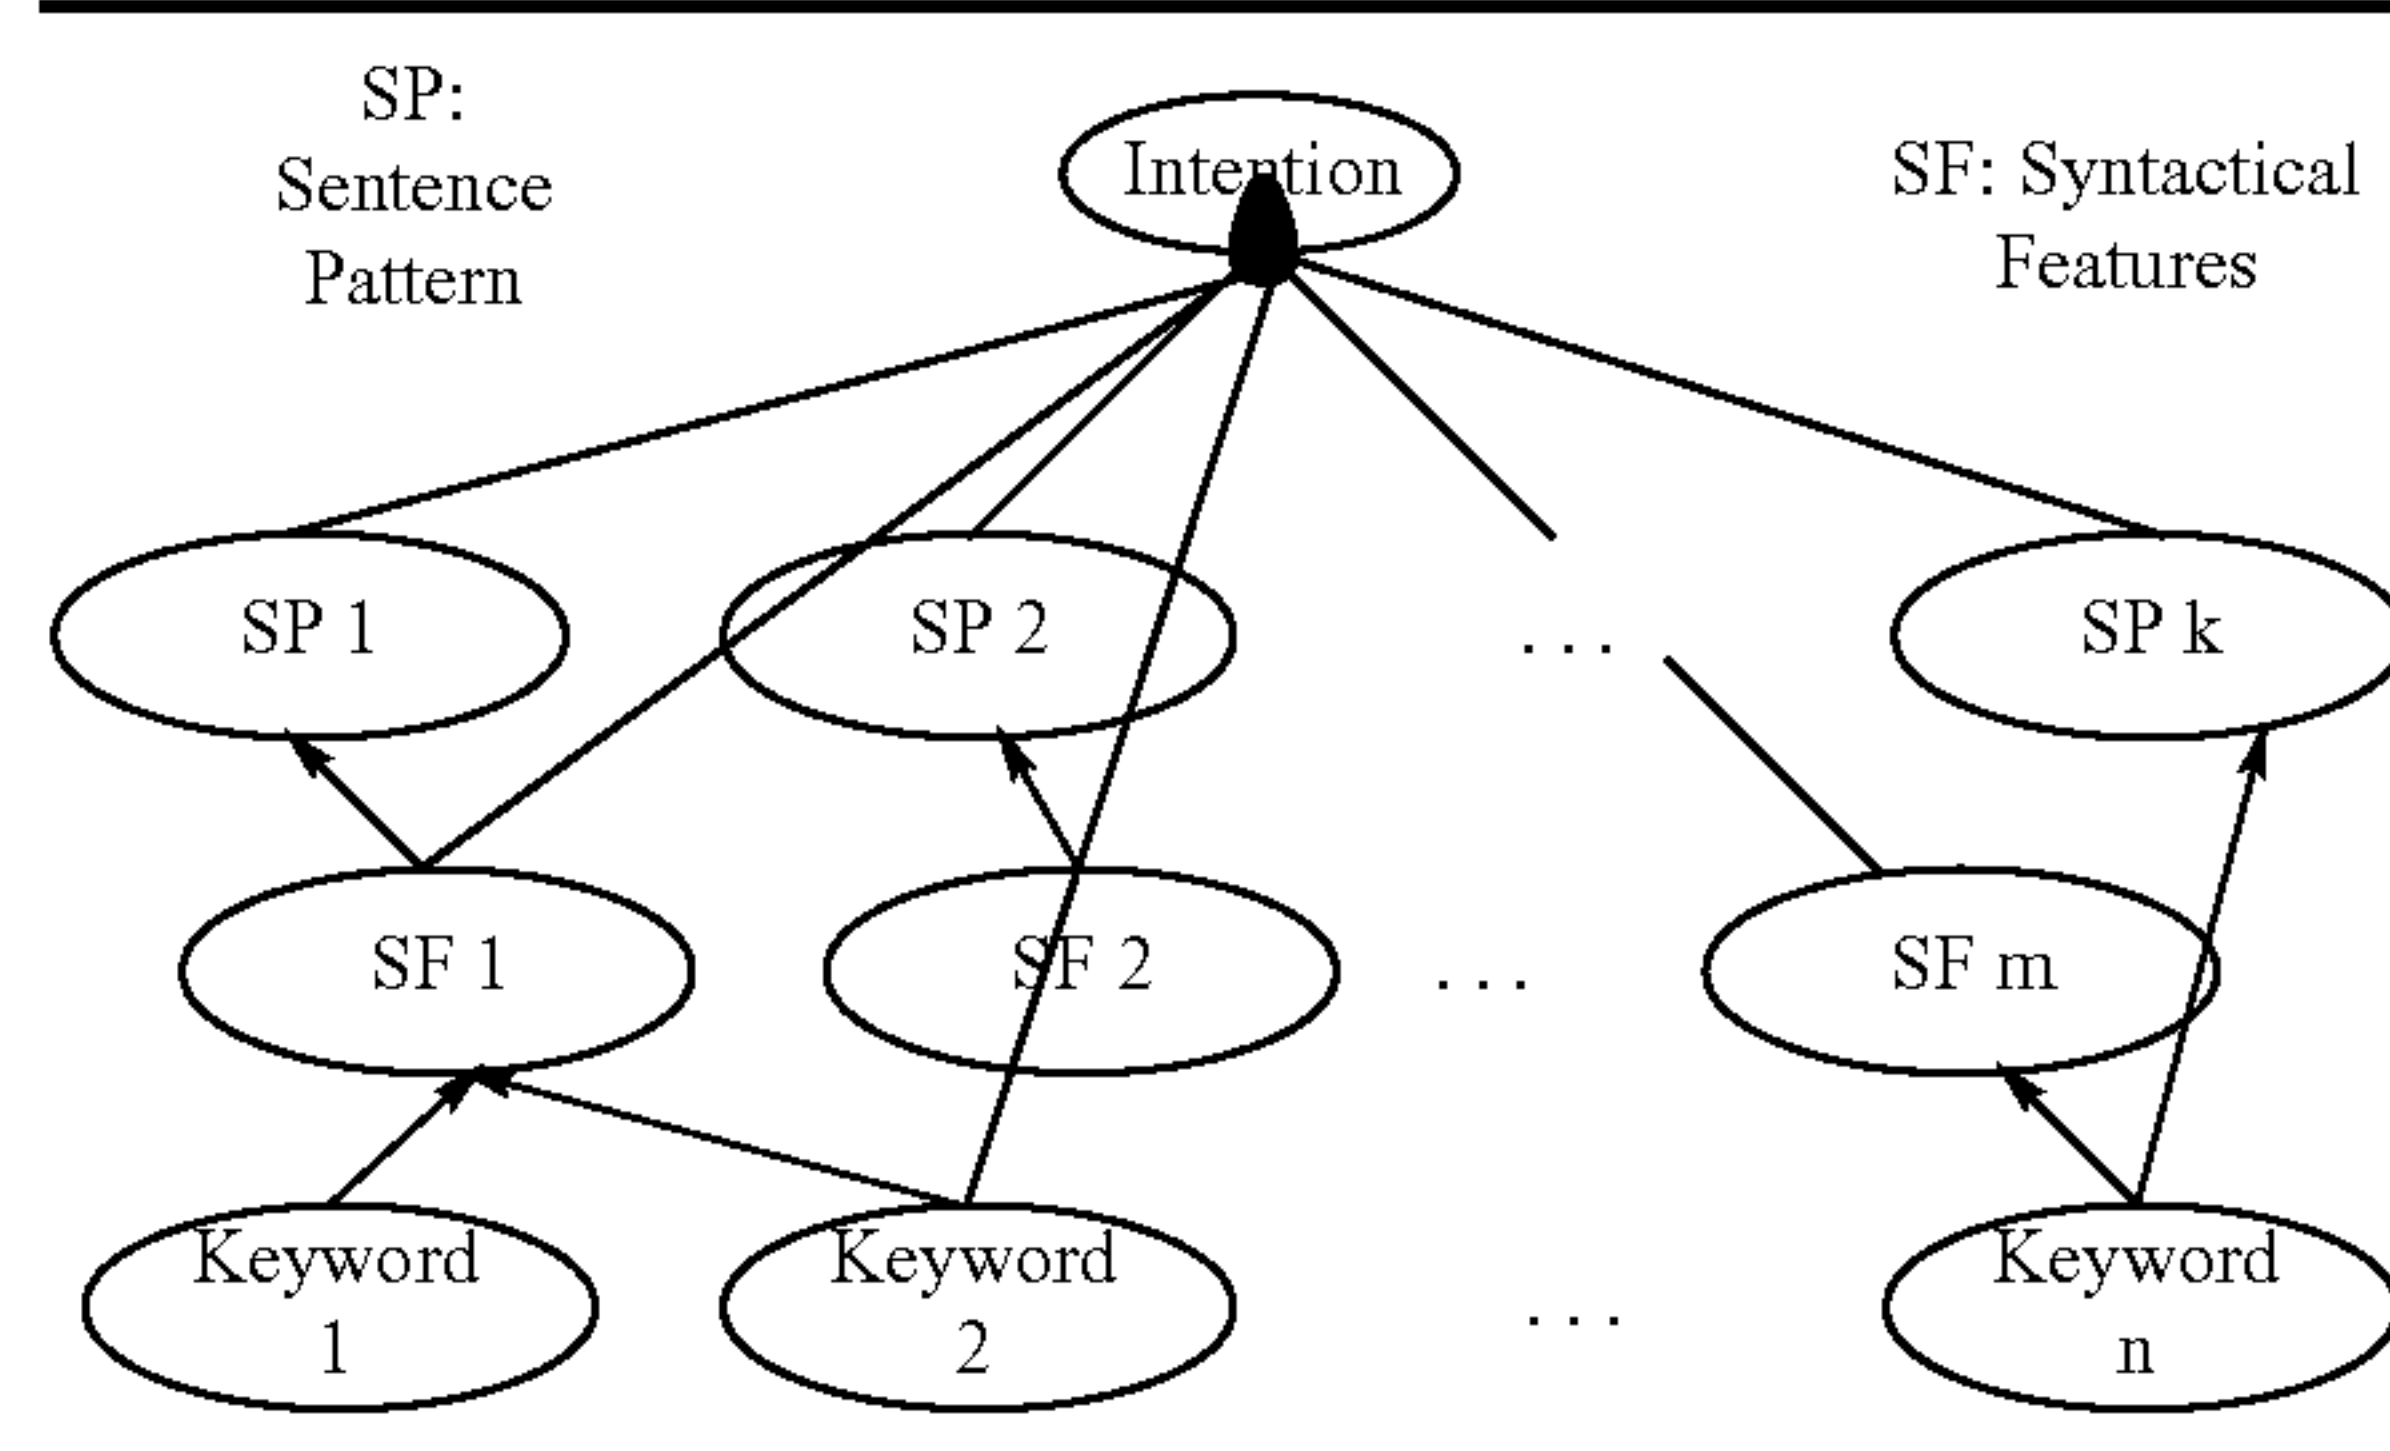 SP:
Sentence
Pattern
Intention
SF: Syntactical
Features
SP 1
SP 2
. . .
SP k
SF 1
SF 2
. . .
SF m
Keyword
1
Keyword
2
. . .
Keyword
n